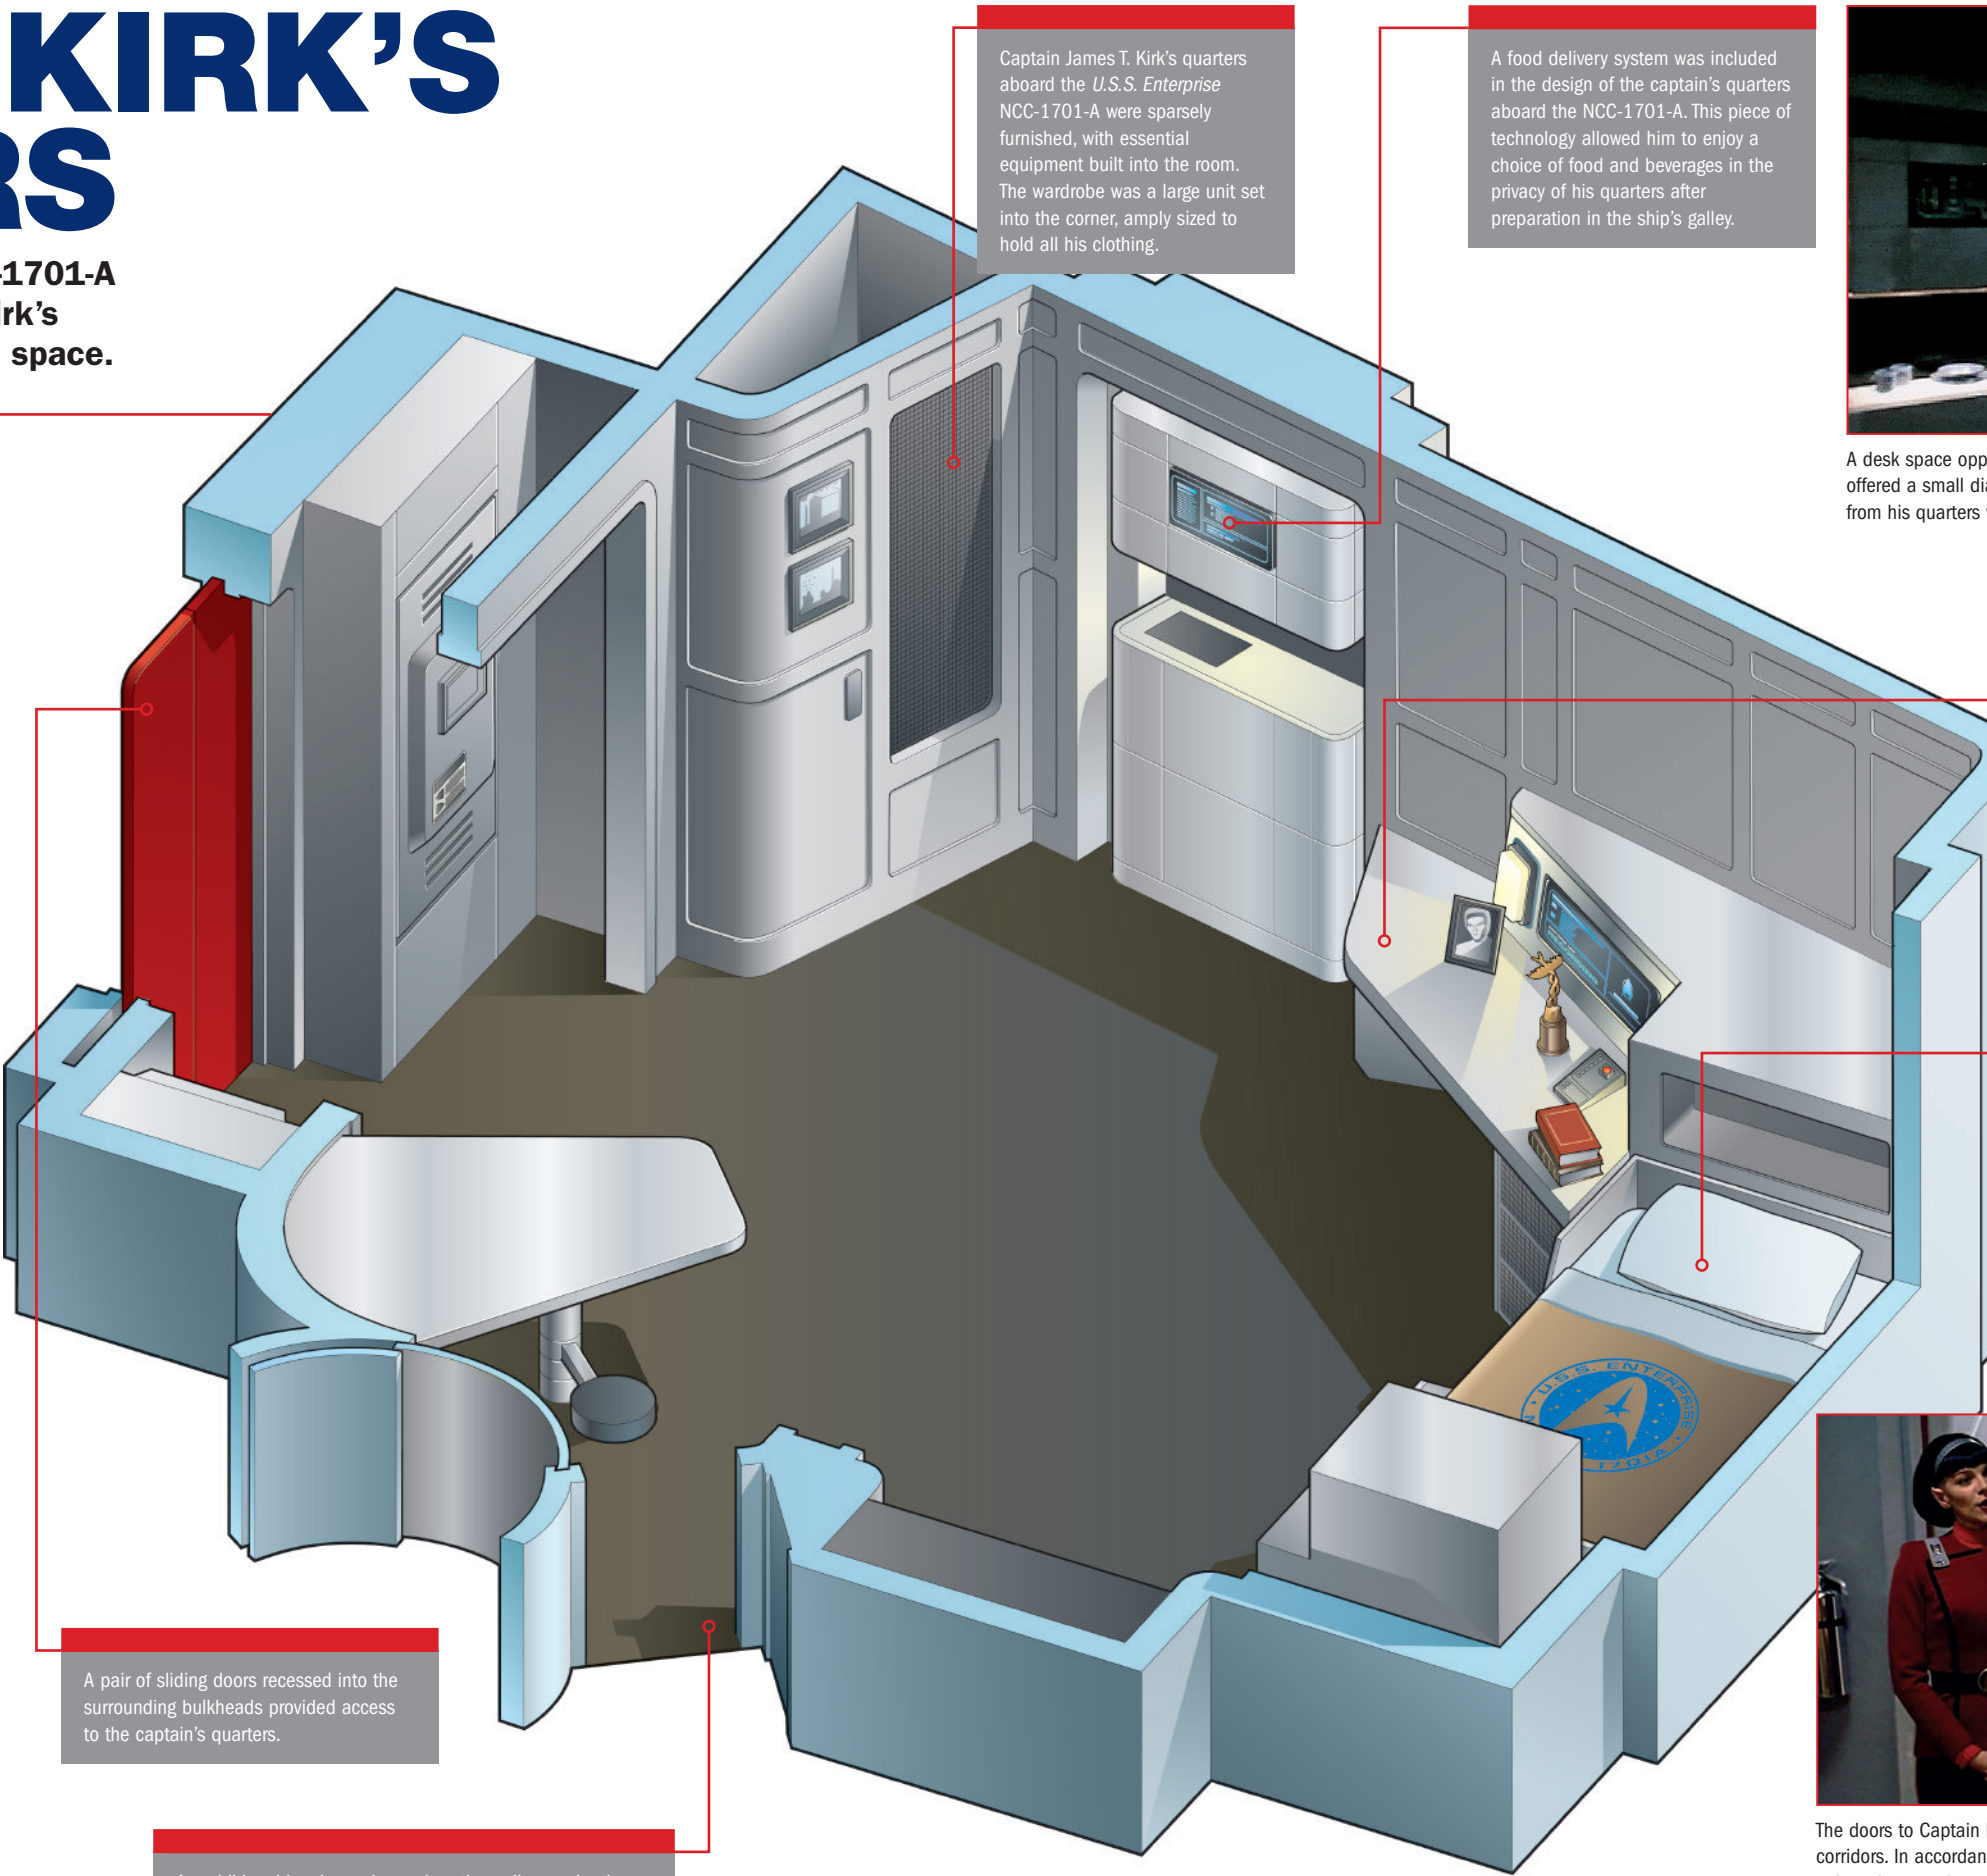 KIRK'S
RS
-1701-A
irk's
space.
Captain James T. Kirk's quarters
aboard the U.S.S. Enterprise
NCC-1701-A were sparsely
furnished, with essential
equipment built into the room.
The wardrobe was a large unit set
into the corner, amply sized to
hold all his clothing.
A food delivery system was included
in the design of the captain's quarters
aboard the NCC-1701-A. This piece of
technology allowed him to enjoy a
choice of food and beverages in the
privacy of his quarters after
preparation in the ship's galley.
A desk space opp
offered a small dia
from his quarters
U.S.S. ENTERPRISE
1701A
A pair of sliding doors recessed into the
surrounding bulkheads provided access
to the captain's quarters.
The doors to Captain
corridors. In accordan